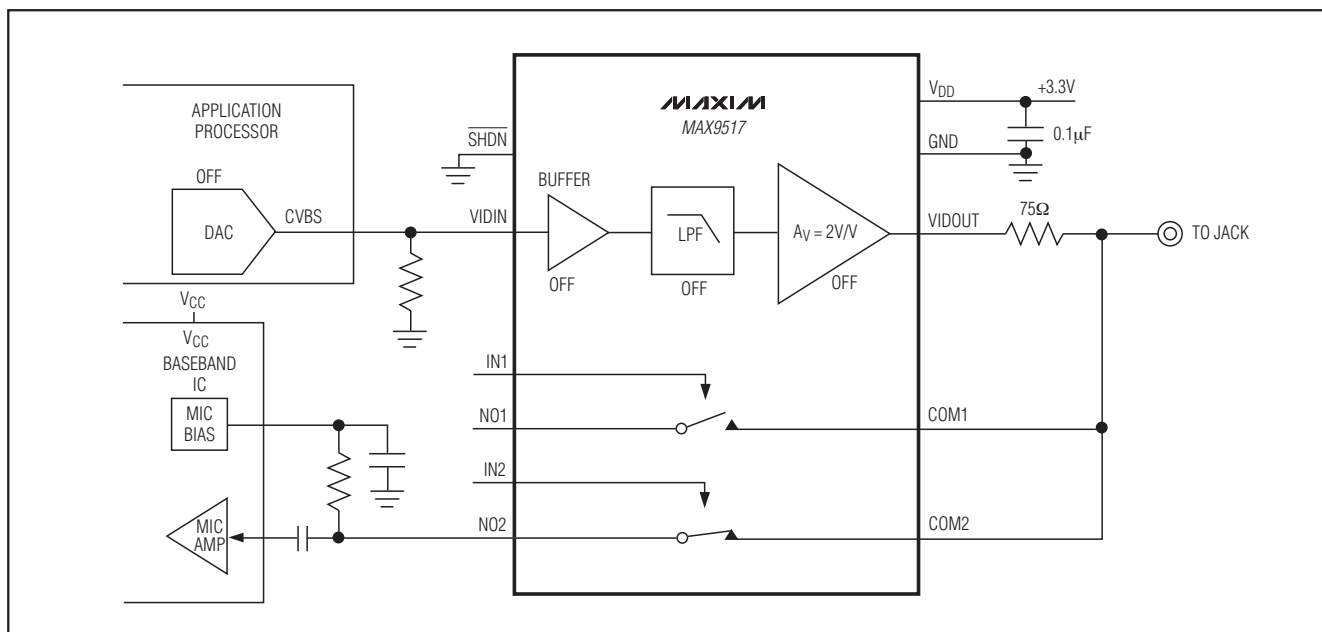 APPLICATION
PROCESSOR
OFF
DAC
CVBS
VCC
VCC
BASEBAND
IC
MIC
BIAS
MIC
AMP
MAXIM
MAX9517
SHDN
BUFFER
VIDIN
OFF
LPF
OFF
AV = 2V/V
OFF
IN1
NO1
IN2
NO2
VDD
+3.3V
0.1µF
GND
VIDOUT
75Ω
TO JACK
COM1
COM2